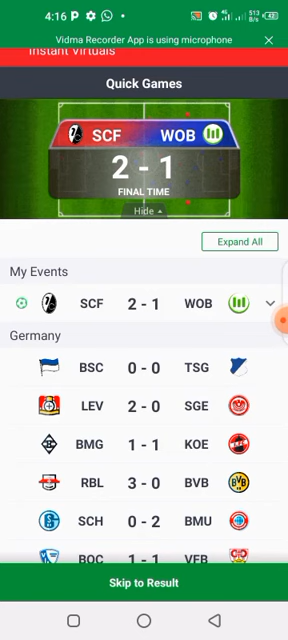 4:16 P 513 B/S 43
Vidma Recorder App is using microphone
Instant Virtuals
Quick Games
SCF WOB
2 - 1
FINAL TIME
Hide
Expand All
My Events
SCF 2 - 1 WOB
Germany
BSC 0 - 0 TSG
LEV 2 - 0 SGE
BMG 1 - 1 KOE
RBL 3 - 0 BVB
SCH 0 - 2 BMU
BOC 1 - 1 VFB
Skip to Result